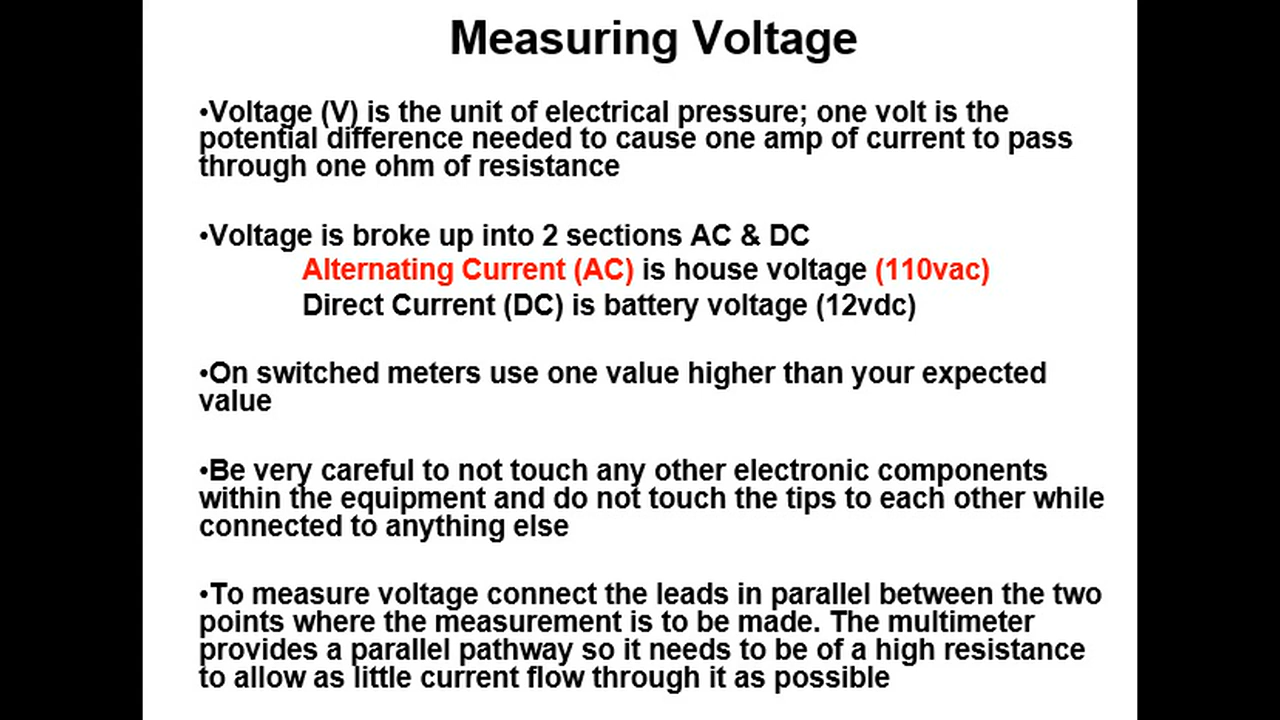 Measuring Voltage
•Voltage (V) is the unit of electrical pressure; one volt is the
potential difference needed to cause one amp of current to pass
through one ohm of resistance
•Voltage is broke up into 2 sections AC & DC
Alternating Current (AC) is house voltage (110vac)
Direct Current (DC) is battery voltage (12vdc)
•On switched meters use one value higher than your expected
value
•Be very careful to not touch any other electronic components
within the equipment and do not touch the tips to each other while
connected to anything else
•To measure voltage connect the leads in parallel between the two
points where the measurement is to be made. The multimeter
provides a parallel pathway so it needs to be of a high resistance
to allow as little current flow through it as possible